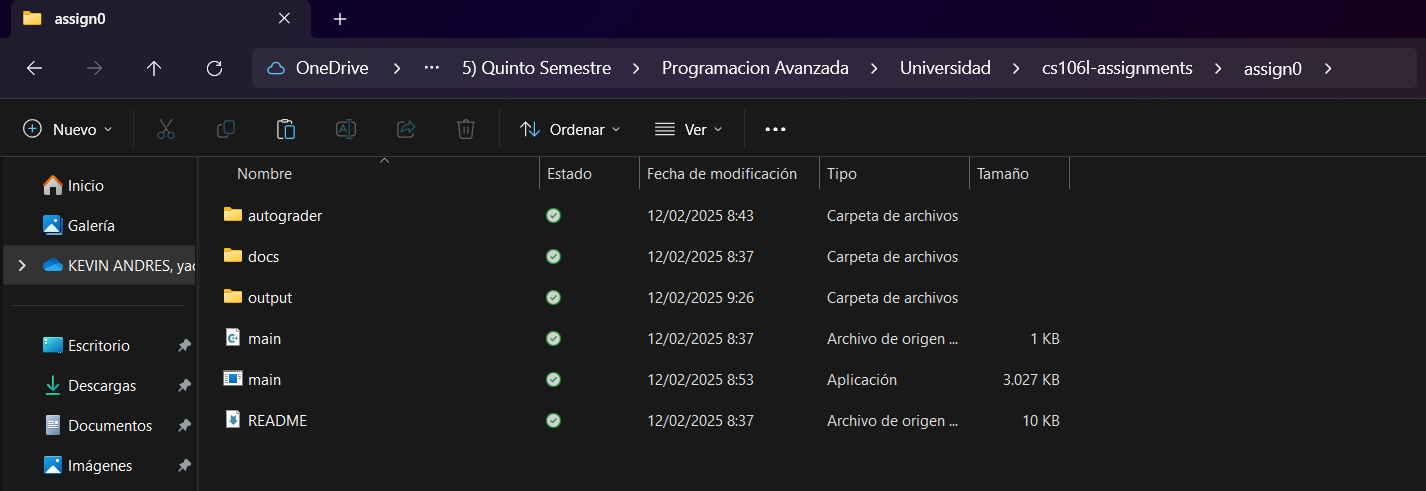 assign0
OneDrive ··· 5) Quinto Semestre Programacion Avanzada Universidad cs106l-assignments assign0
Nuevo Ordenar Ver
Nombre Estado Fecha de modificación Tipo Tamaño
Inicio
Galería
KEVIN ANDRES, yac
Escritorio
Descargas
Documentos
Imágenes
autograder 12/02/2025 8:43 Carpeta de archivos
docs 12/02/2025 8:37 Carpeta de archivos
output 12/02/2025 9:26 Carpeta de archivos
main 12/02/2025 8:37 Archivo de origen ... 1 KB
main 12/02/2025 8:53 Aplicación 3.027 KB
README 12/02/2025 8:37 Archivo de origen ... 10 KB